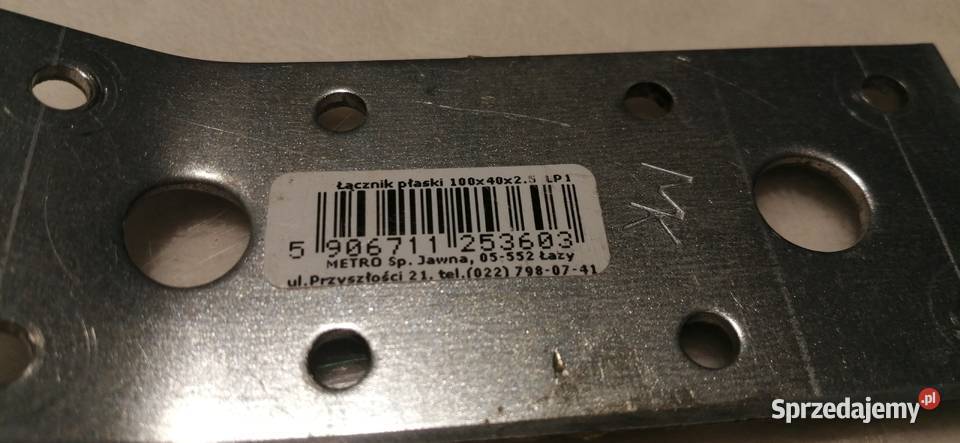 Łącznik płaski 100x40x2.5 LP1
5 906711 253603
METRO Sp. Jawna, 05-552 Łazy
ul.Przyszłości 21, tel.(022) 798-07-41
Sprzedajemy.pl